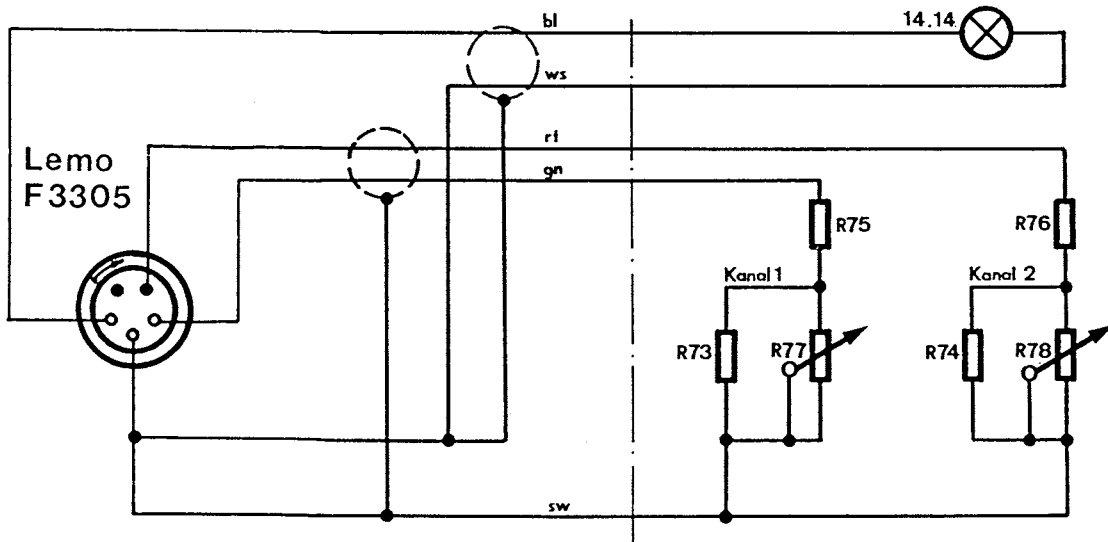 bl
14.14
ws
rt
Lemo
F3305
gn
R75
R76
Kanal 1
Kanal 2
R73
R77
R74
R78
sw